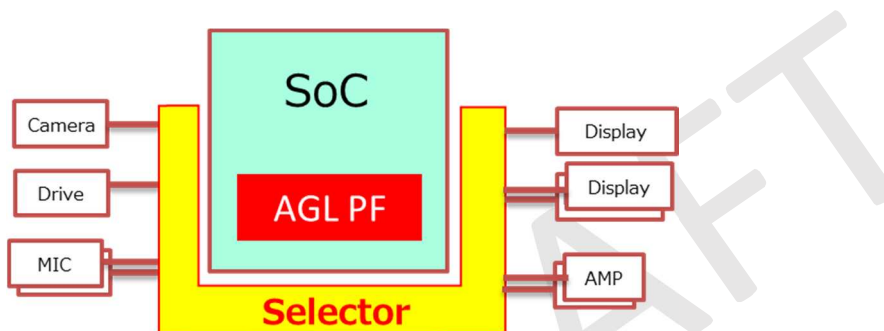 SoC
Camera
Display
Drive
AGL PF
Display
MIC
AMP
Selector